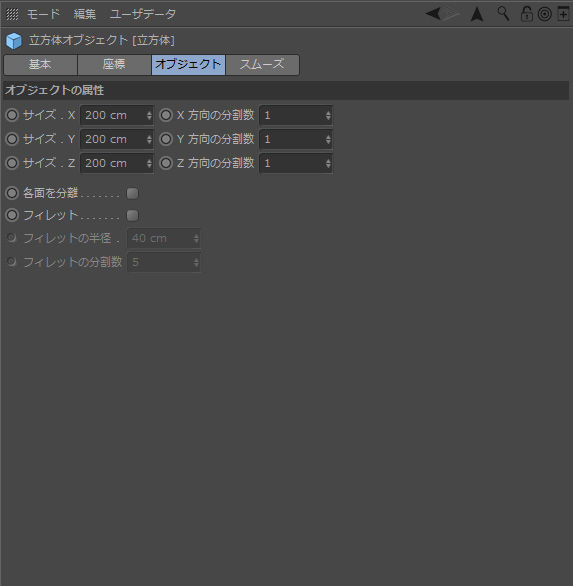 モード 編集 ユーザデータ
立方体オブジェクト [立方体]
基本 座標 オブジェクト スムーズ
オブジェクトの属性
サイズ . X 200 cm X 方向の分割数 1
サイズ . Y 200 cm Y 方向の分割数 1
サイズ . Z 200 cm Z 方向の分割数 1
各面を分離 . . . . . . .
フィレット . . . . . . .
フィレットの半径 . 40 cm
フィレットの分割数 5